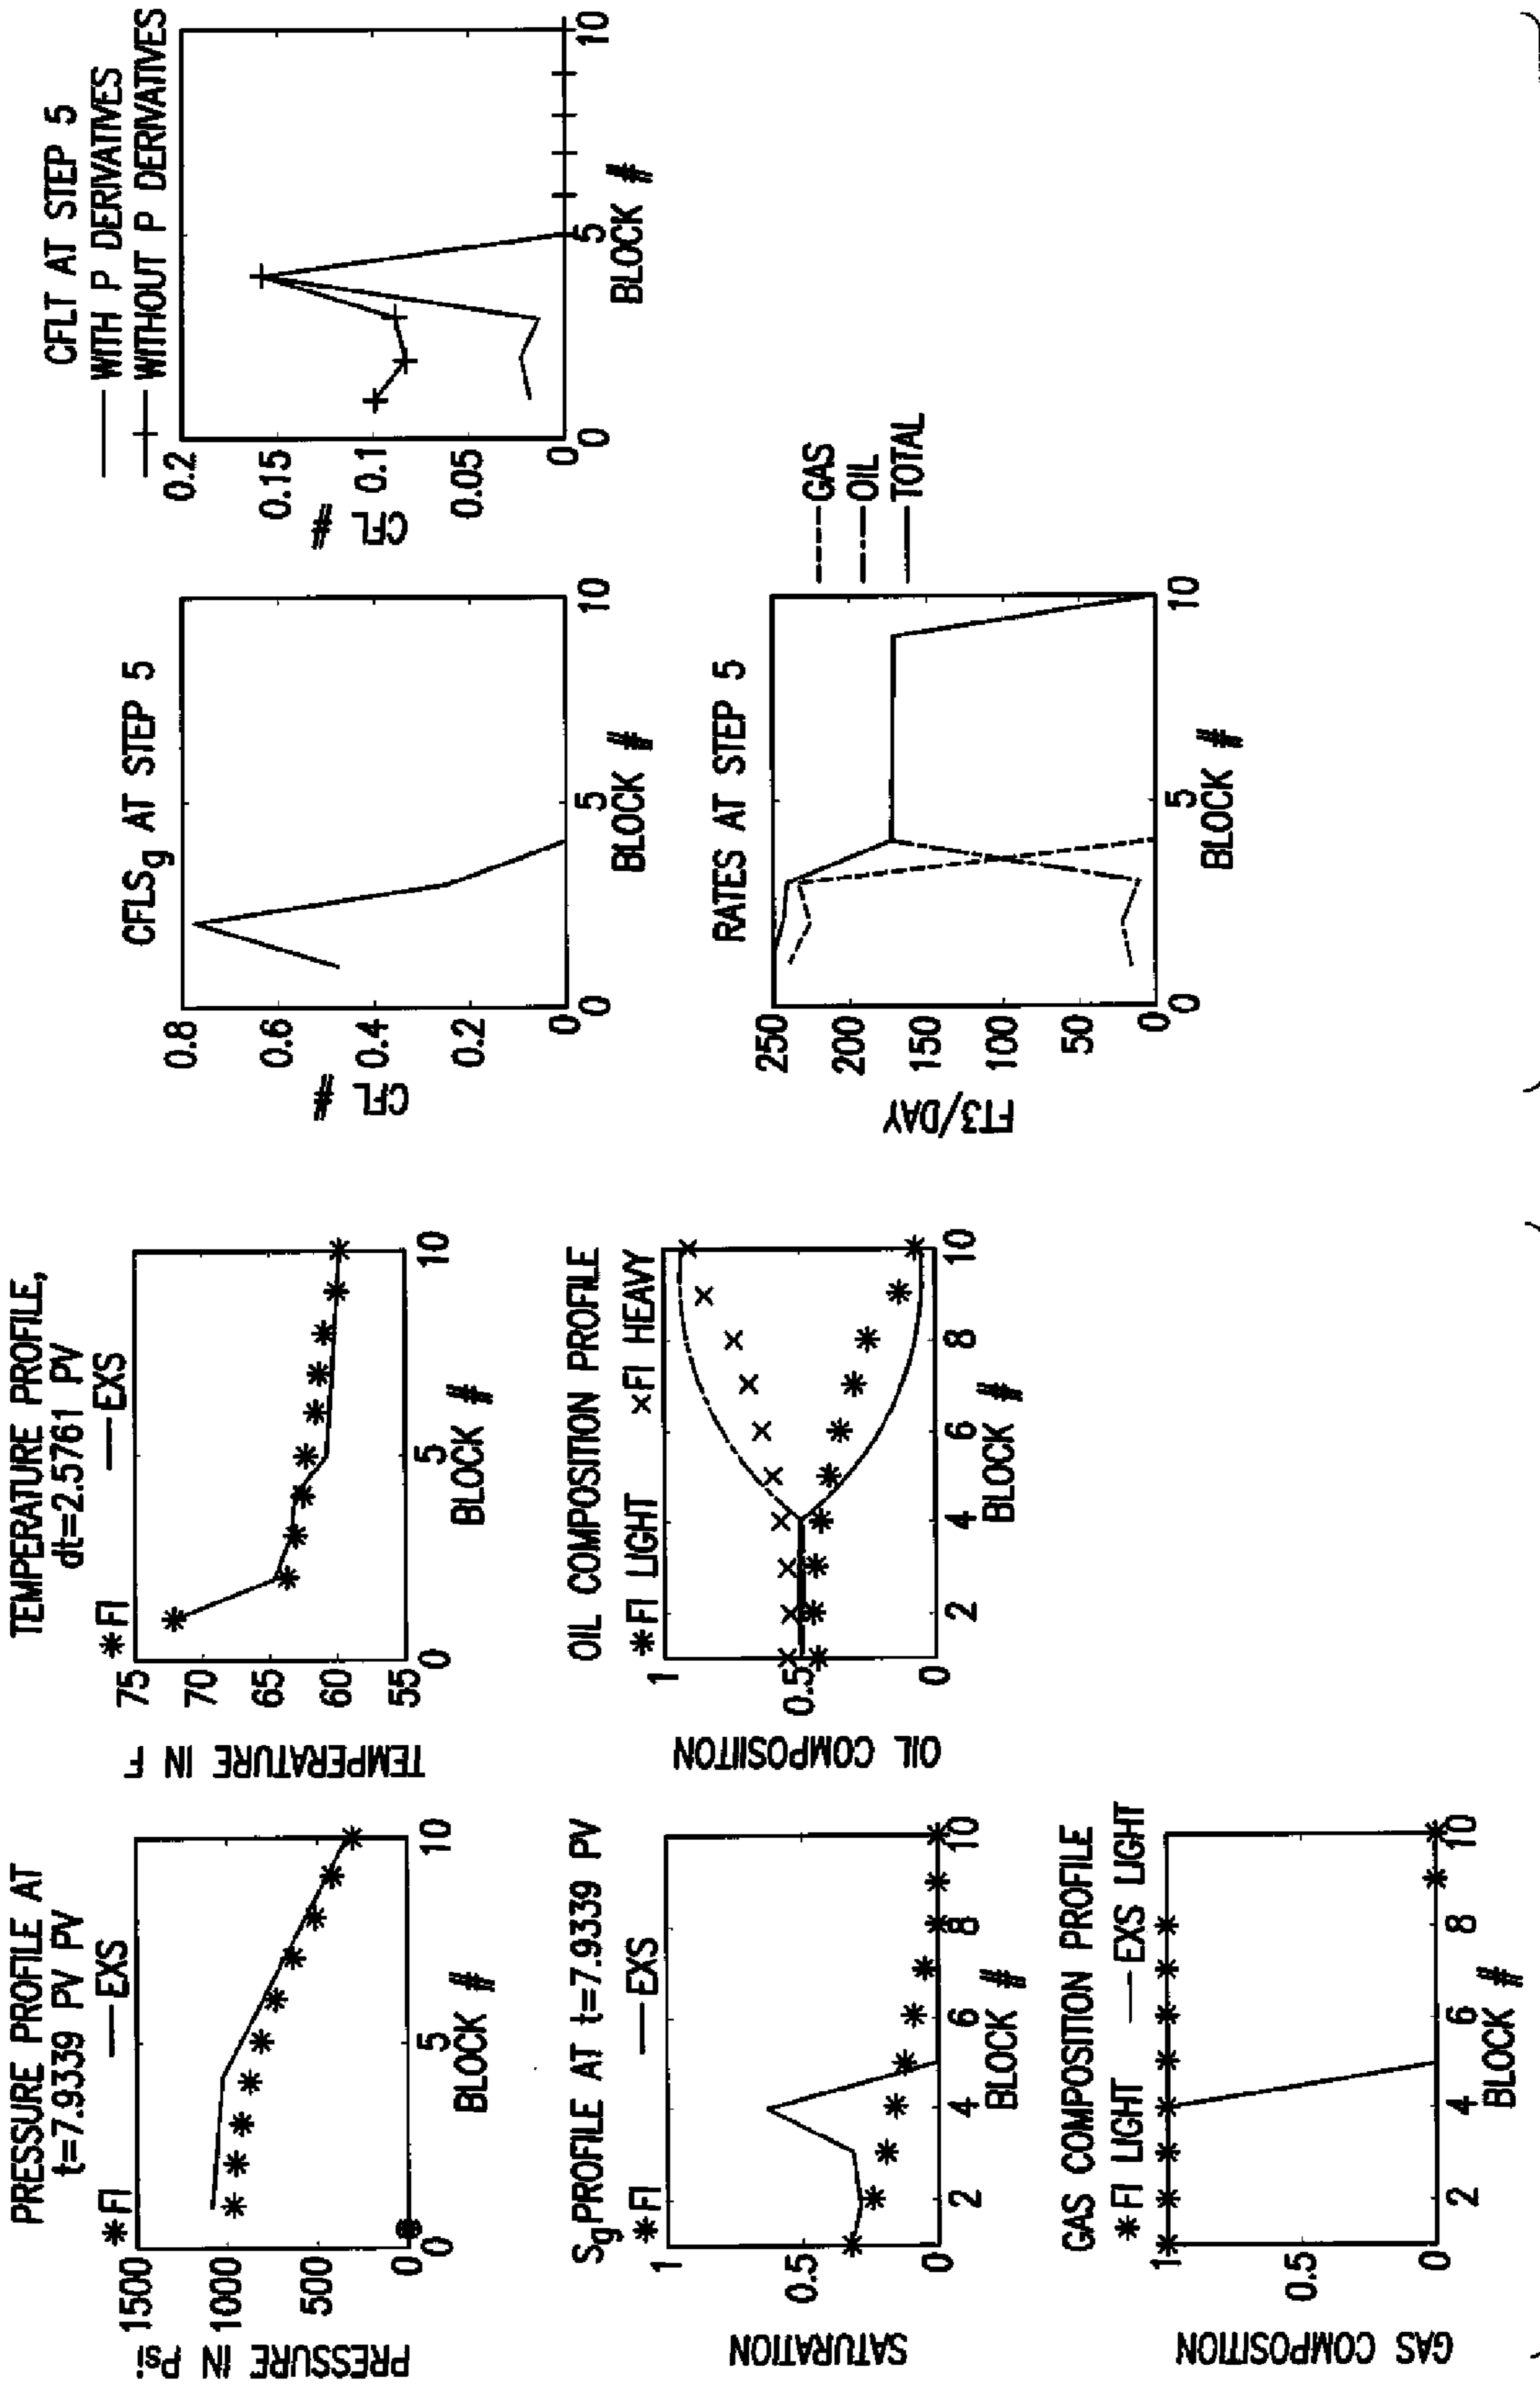 PRESSURE PROFILE AT
t=7.9339 PV PV
*FI —EXS
PRESSURE IN Psi
1500
1000
500
0
0 5 10
BLOCK #
TEMPERATURE PROFILE,
dt=2.5761 PV
*FI —EXS
TEMPERATURE IN F
75
70
65
60
55
0 5 10
BLOCK #
SgPROFILE AT t=7.9339 PV
*FI —EXS
SATURATION
1
0.5
0
2 4 6 8 10
BLOCK #
OIL COMPOSITION PROFILE
*FI LIGHT ×FI HEAVY
OIL COMPOSIITON
1
0.5
0
2 4 6 8 10
BLOCK #
GAS COMPOSITION PROFILE
*FI LIGHT —EXS LIGHT
GAS COMPOSITION
1
0.5
0
2 4 6 8 10
BLOCK #
CFLSg AT STEP 5
CFL #
0.8
0.6
0.4
0.2
0
0 5 10
BLOCK #
CFLT AT STEP 5
— WITH P DERIVATIVES
—+— WITHOUT P DERIVATIVES
CFL #
0.2
0.15
0.1
0.05
0
0 5 10
BLOCK #
RATES AT STEP 5
FT3/DAY
250
200
150
100
50
0
0 5 10
BLOCK #
GAS
OIL
TOTAL